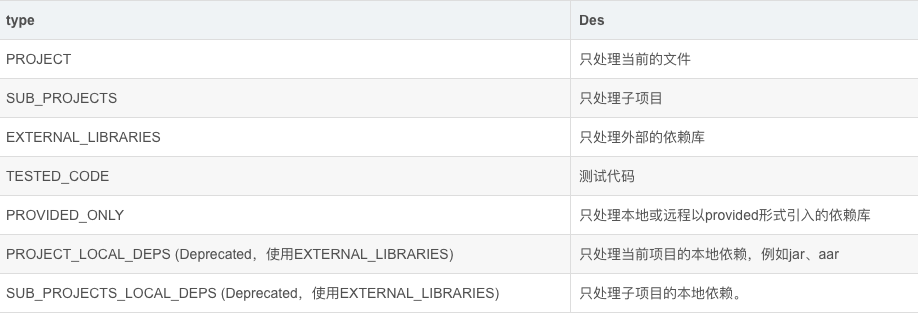 type Des
PROJECT 只处理当前的文件
SUB_PROJECTS 只处理子项目
EXTERNAL_LIBRARIES 只处理外部的依赖库
TESTED_CODE 测试代码
PROVIDED_ONLY 只处理本地或远程以provided形式引入的依赖库
PROJECT_LOCAL_DEPS (Deprecated，使用EXTERNAL_LIBRARIES) 只处理当前项目的本地依赖，例如jar、aar
SUB_PROJECTS_LOCAL_DEPS (Deprecated，使用EXTERNAL_LIBRARIES) 只处理子项目的本地依赖。